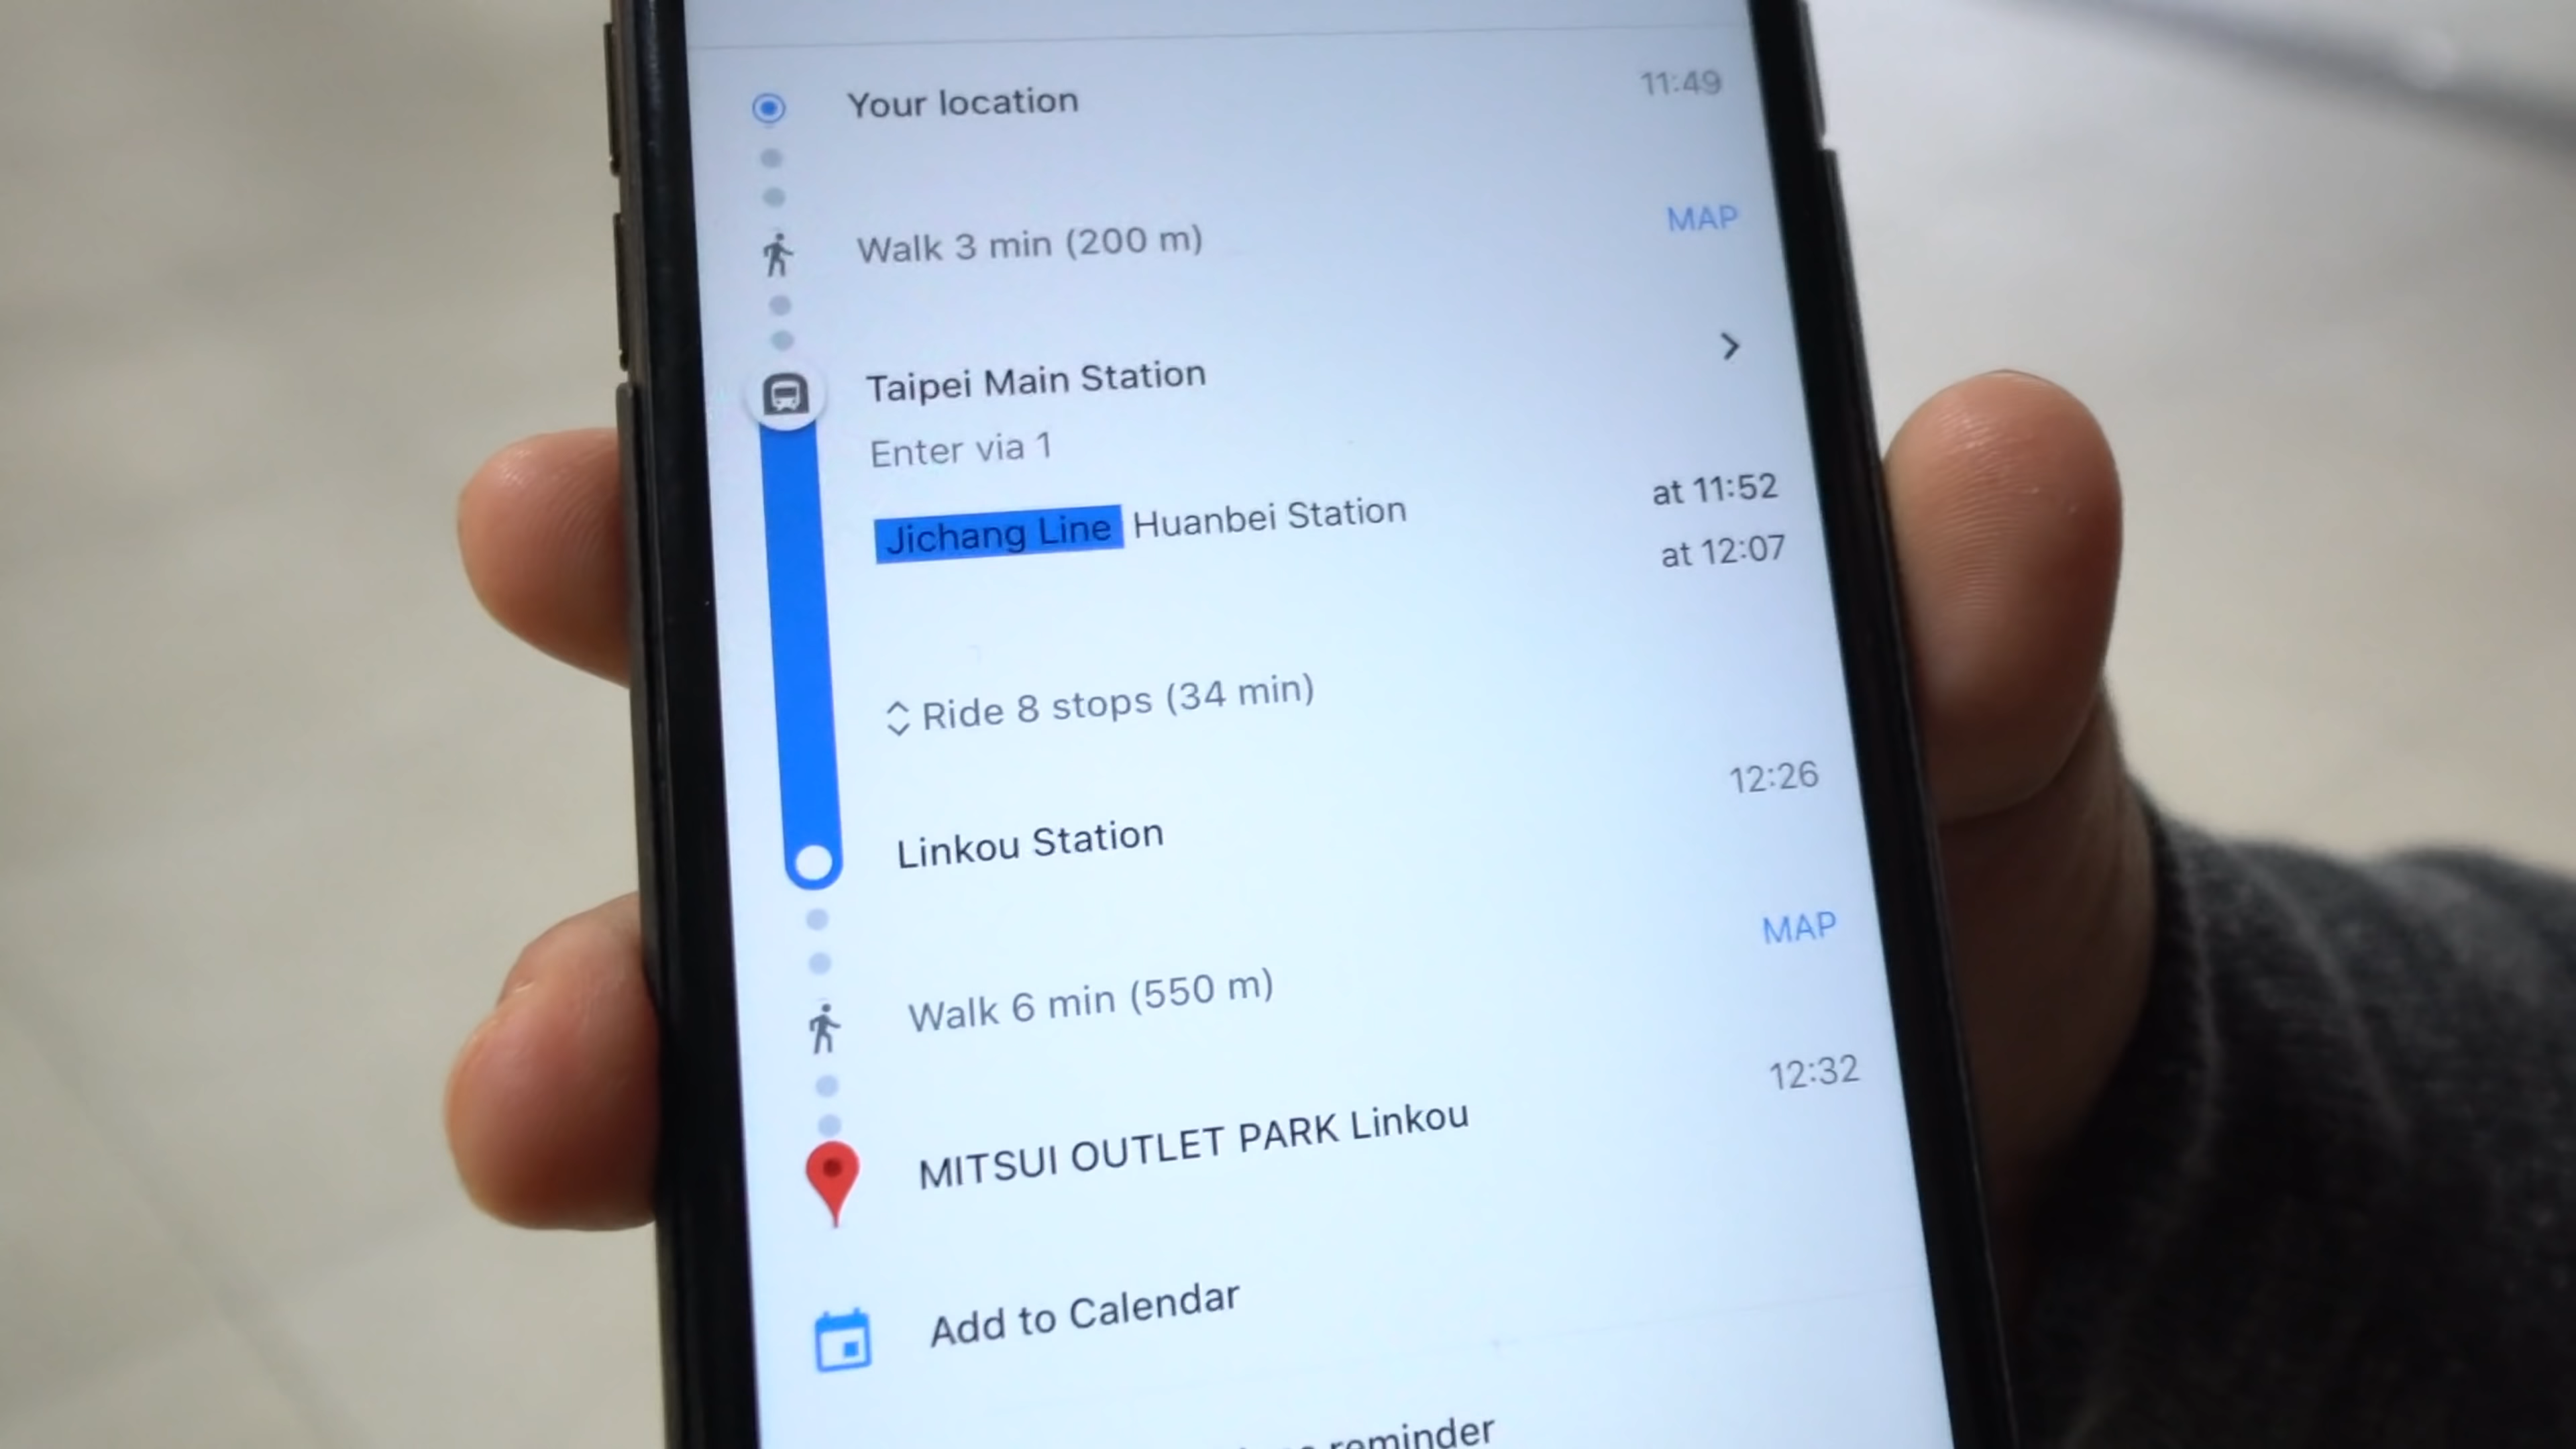 Your location 11:49
Walk 3 min (200 m) MAP
Taipei Main Station
Enter via 1
Jichang Line Huanbei Station at 11:52
at 12:07
Ride 8 stops (34 min)
Linkou Station 12:26
Walk 6 min (550 m) MAP
MITSUI OUTLET PARK Linkou 12:32
Add to Calendar
reminder